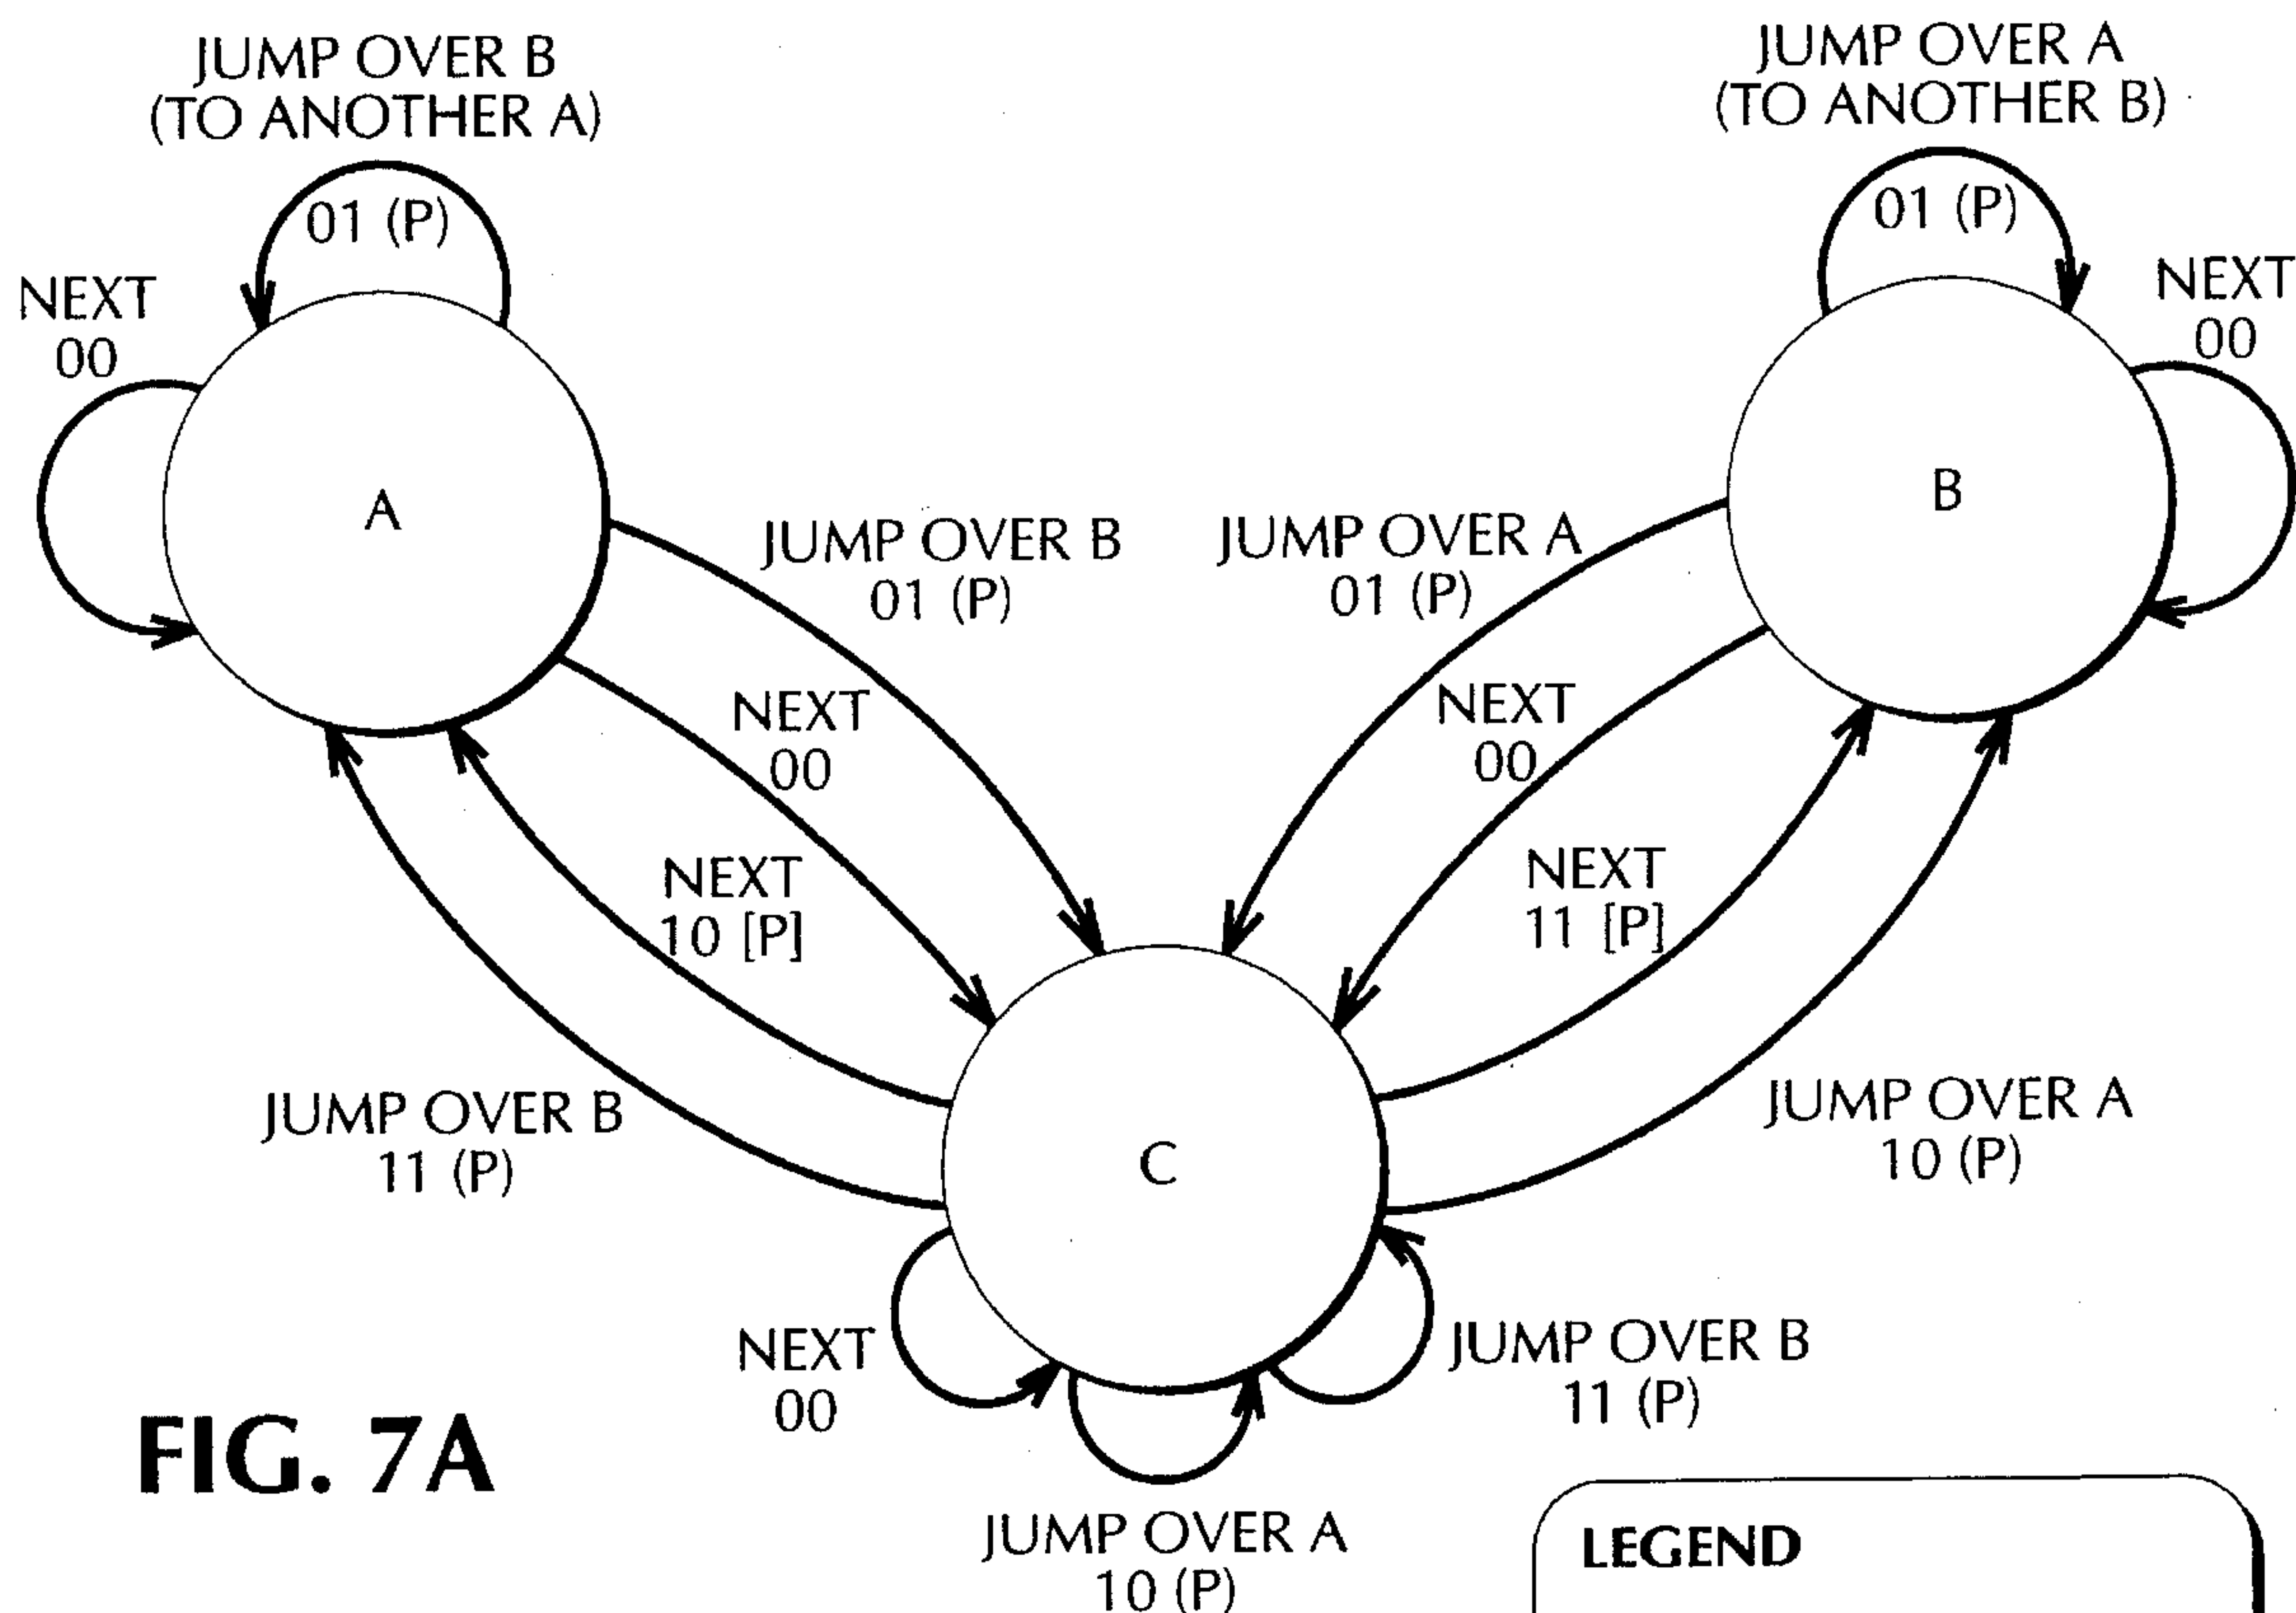 JUMP OVER B
(TO ANOTHER A)
01 (P)
NEXT
00
A
JUMP OVER A
(TO ANOTHER B)
01 (P)
NEXT
00
B
JUMP OVER B
01 (P)
JUMP OVER A
01 (P)
NEXT
00
NEXT
00
NEXT
10 [P]
NEXT
11 [P]
JUMP OVER B
11 (P)
C
JUMP OVER A
10 (P)
NEXT
00
JUMP OVER B
11 (P)
JUMP OVER A
10 (P)
FIG. 7A
LEGEND